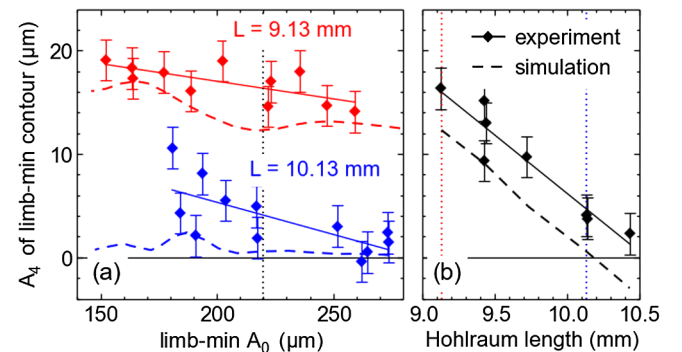 A₄ of limb-min contour (µm)
20
10
0
L = 9.13 mm
L = 10.13 mm
(a)
150
200
250
limb-min A₀ (µm)
experiment
simulation
(b)
9.0
9.5
10.0
10.5
Hohlraum length (mm)